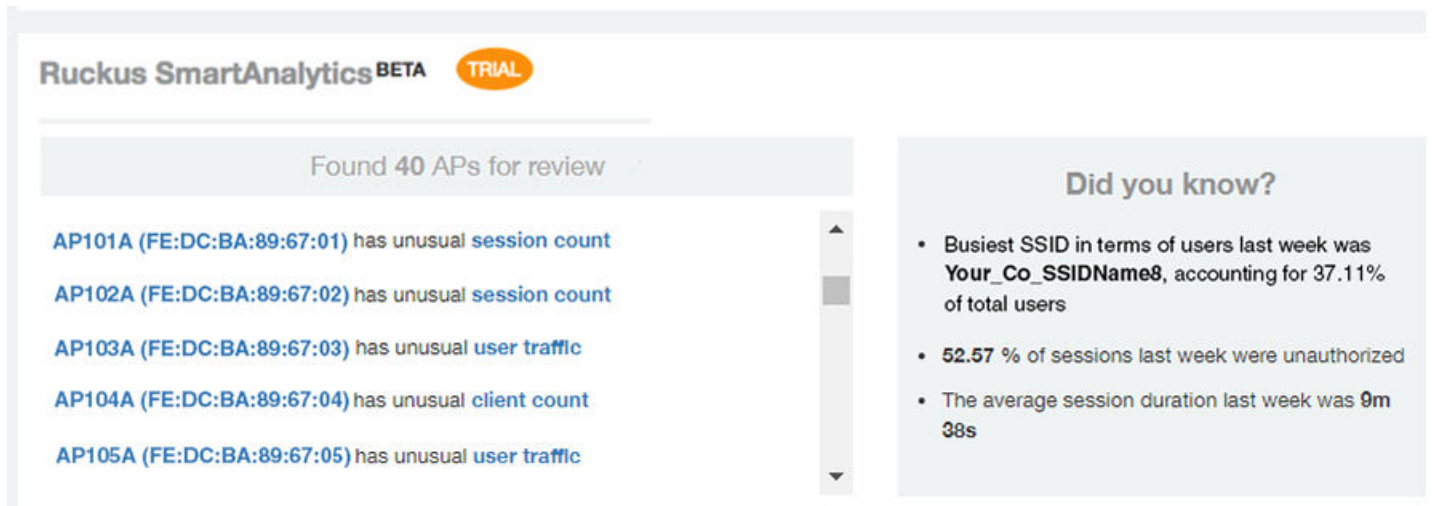 Ruckus SmartAnalytics BETA TRIAL
Found 40 APs for review
AP101A (FE:DC:BA:89:67:01) has unusual session count
AP102A (FE:DC:BA:89:67:02) has unusual session count
AP103A (FE:DC:BA:89:67:03) has unusual user traffic
AP104A (FE:DC:BA:89:67:04) has unusual client count
AP105A (FE:DC:BA:89:67:05) has unusual user traffic
Did you know?
• Busiest SSID in terms of users last week was
Your_Co_SSIDName8, accounting for 37.11%
of total users
• 52.57 % of sessions last week were unauthorized
• The average session duration last week was 9m
38s